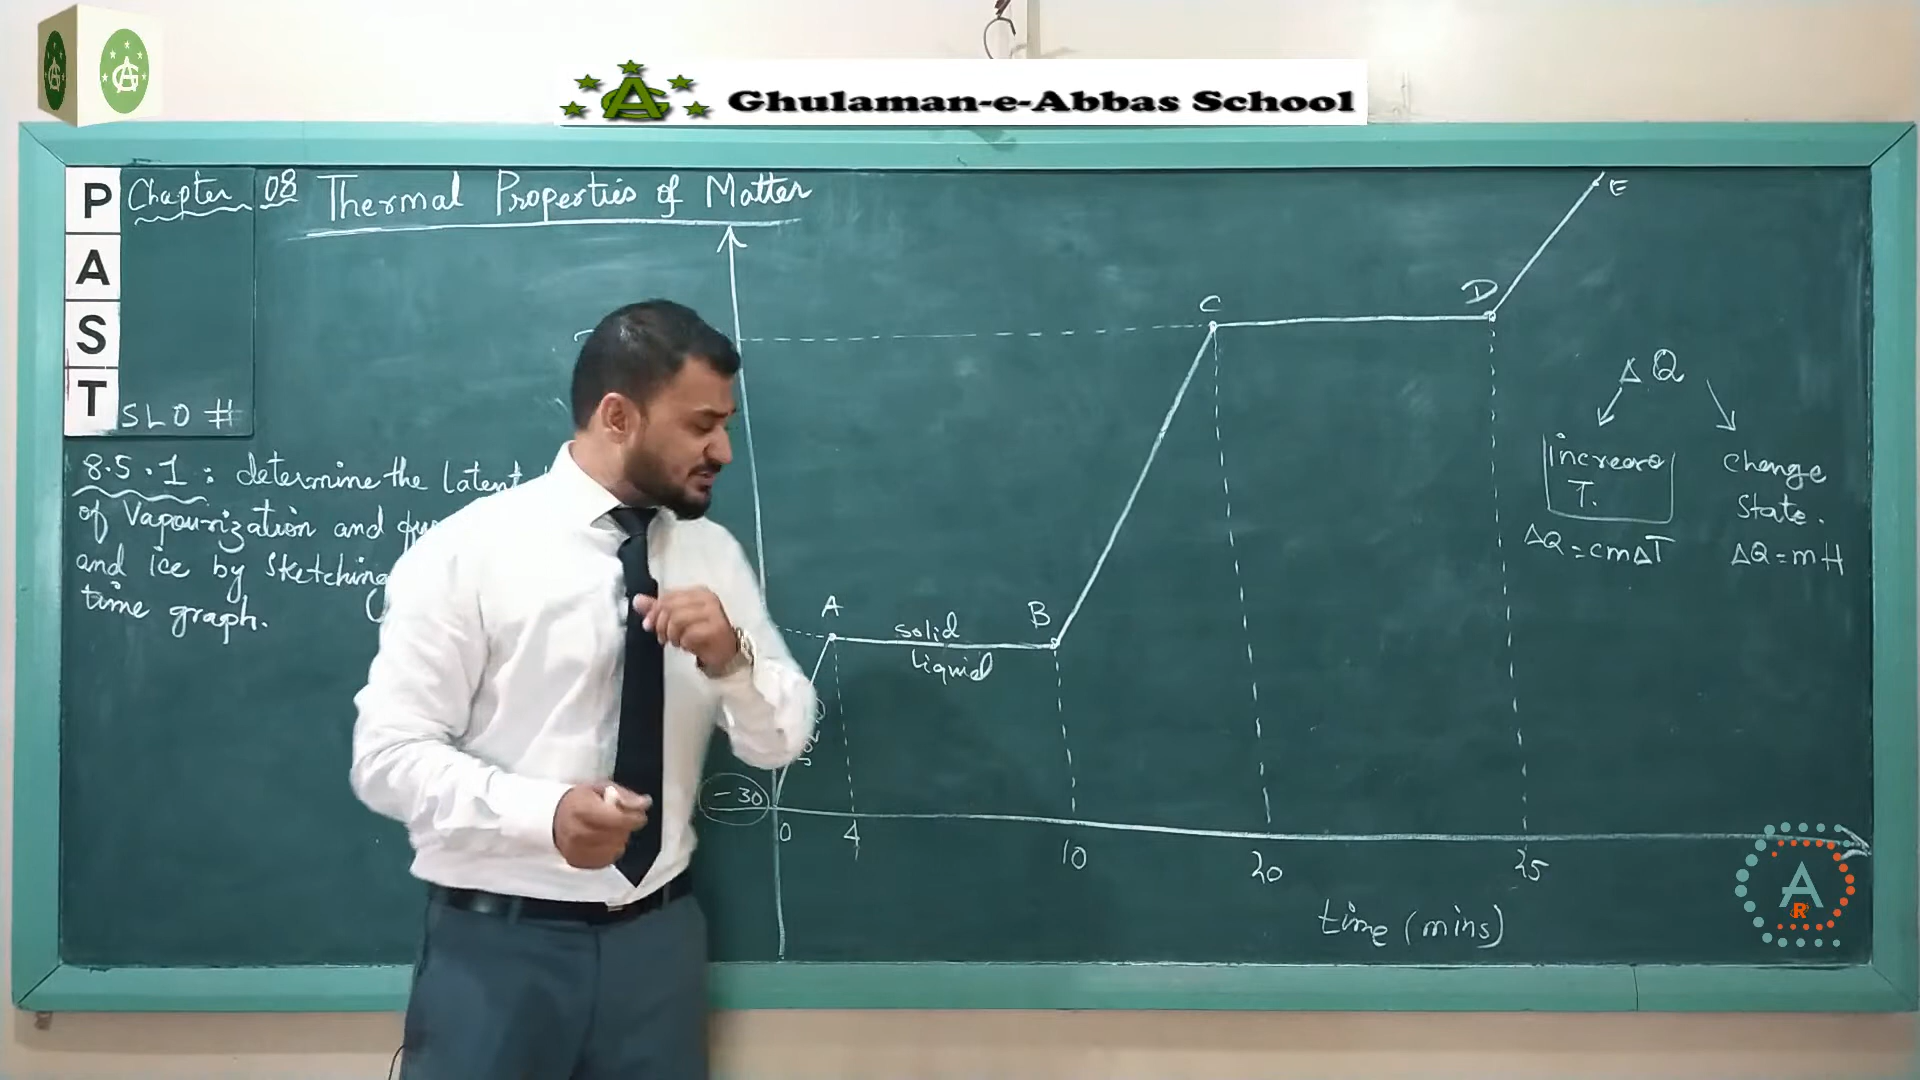 Ghulaman-e-Abbas School
P
A
S
T
Chapter 08
Thermal Properties of Matter
SLO #
8.5.1: determine the Latent
of Vapourization and
and ice by sketching
time graph.
A
B
C
D
E
solid
liquid
-30
0
4
10
20
25
time (mins)
ΔQ
increase
T.
ΔQ = cmΔT
Change
State.
ΔQ = mH
A
R